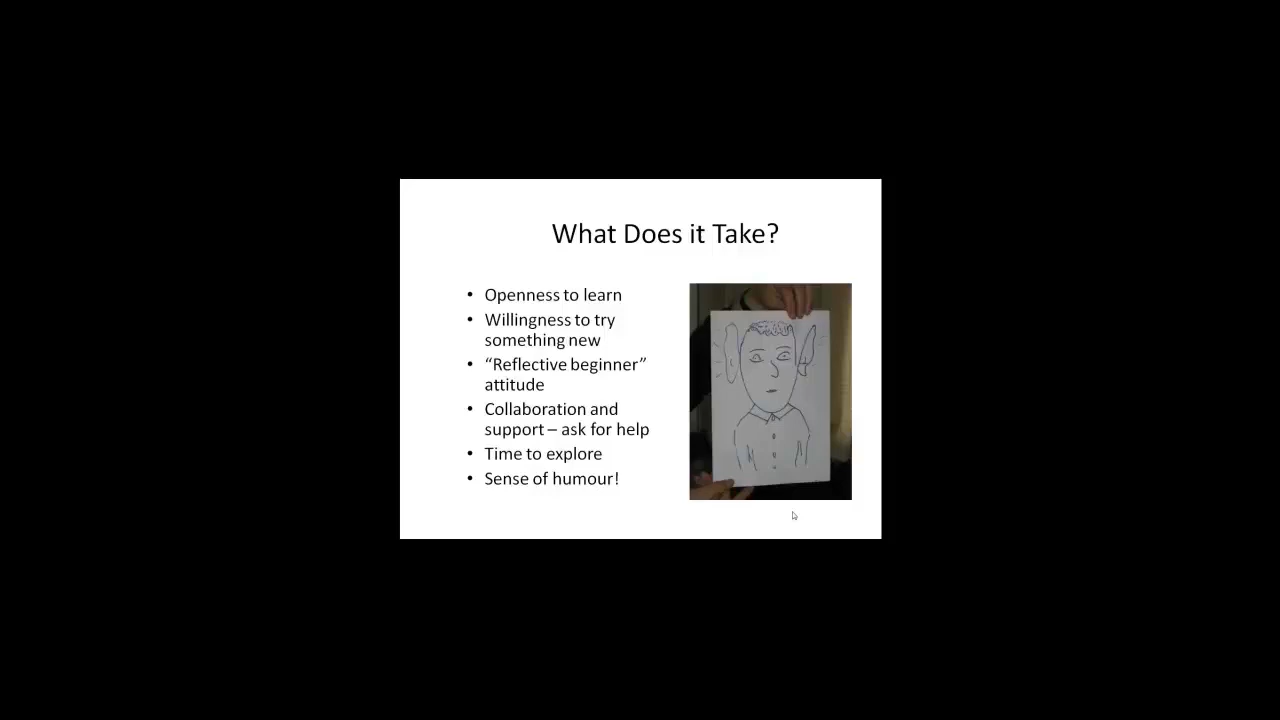 What Does it Take?
• Openness to learn
• Willingness to try
something new
• “Reflective beginner”
attitude
• Collaboration and
support – ask for help
• Time to explore
• Sense of humour!